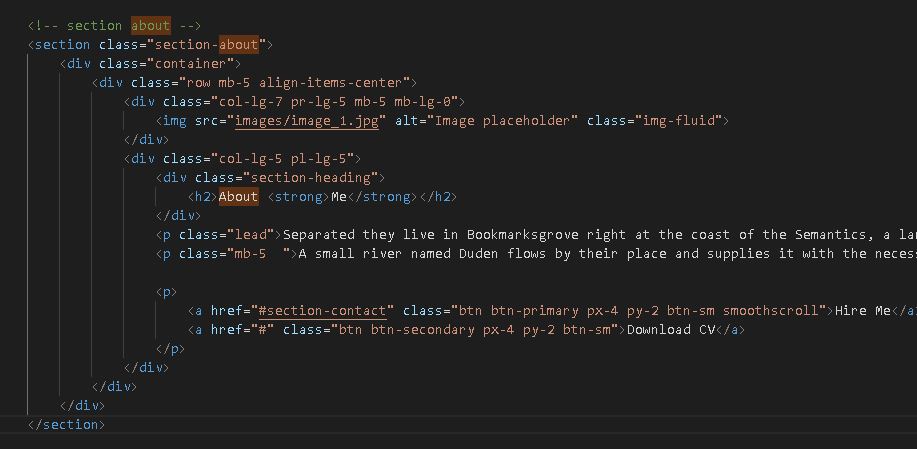 <!-- section about -->
<section class="section-about">
<div class="container">
<div class="row mb-5 align-items-center">
<div class="col-lg-7 pr-lg-5 mb-5 mb-lg-0">
<img src="images/image_1.jpg" alt="Image placeholder" class="img-fluid">
</div>
<div class="col-lg-5 pl-lg-5">
<div class="section-heading">
<h2>About <strong>Me</strong></h2>
</div>
<p class="lead">Separated they live in Bookmarksgrove right at the coast of the Semantics, a
<p class="mb-5  ">A small river named Duden flows by their place and supplies it with the
<p>
<a href="#section-contact" class="btn btn-primary px-4 py-2 btn-sm smoothscroll">Hire Me</a
<a href="#" class="btn btn-secondary px-4 py-2 btn-sm">Download CV</a>
</p>
</div>
</div>
</div>
</section>